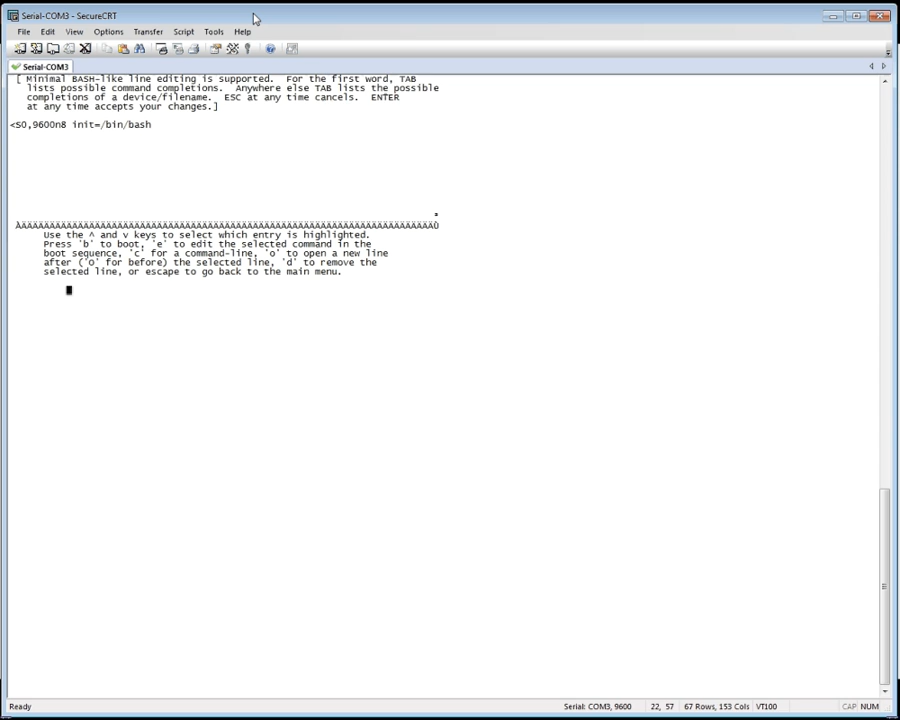 Serial-COM3 - SecureCRT
File Edit View Options Transfer Script Tools Help
Serial-COM3
[ Minimal BASH-like line editing is supported. For the first word, TAB
lists possible command completions. Anywhere else TAB lists the possible
completions of a device/filename. ESC at any time cancels. ENTER
at any time accepts your changes.]
<S0,9600n8 init=/bin/bash
Use the ^ and v keys to select which entry is highlighted.
Press 'b' to boot, 'e' to edit the selected command in the
boot sequence, 'c' for a command-line, 'o' to open a new line
after ('O' for before) the selected line, 'd' to remove the
selected line, or escape to go back to the main menu.
Ready Serial: COM3, 9600 22, 57 67 Rows, 153 Cols VT100 CAP NUM